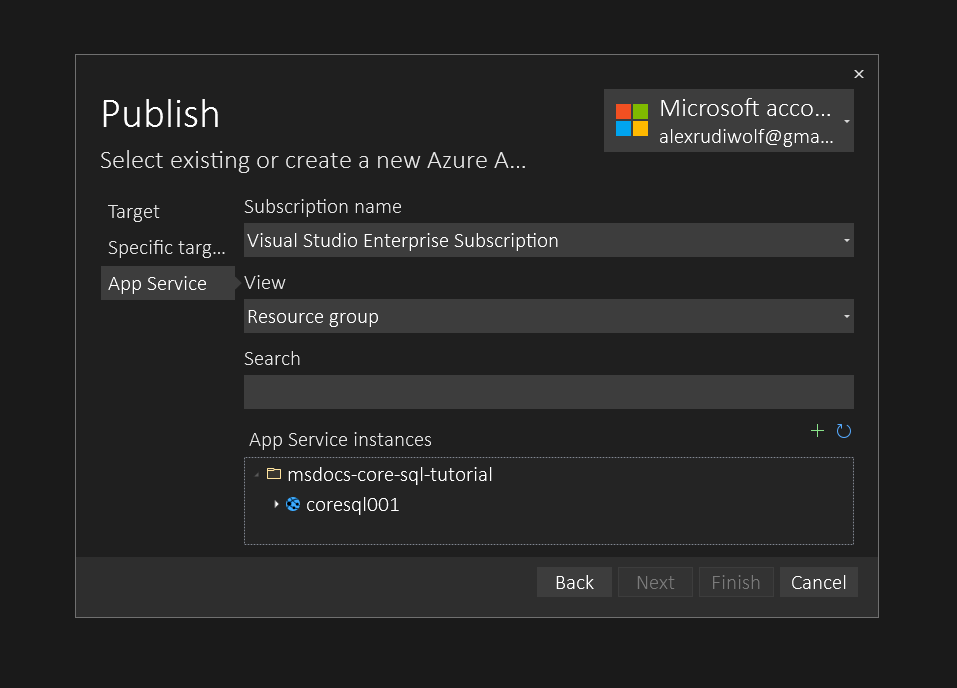 Publish
Select existing or create a new Azure A...
Microsoft acco...
alexrudiwolf@gma...
Target
Specific targ...
App Service
Subscription name
Visual Studio Enterprise Subscription
View
Resource group
Search
App Service instances
msdocs-core-sql-tutorial
coresql001
Back
Next
Finish
Cancel